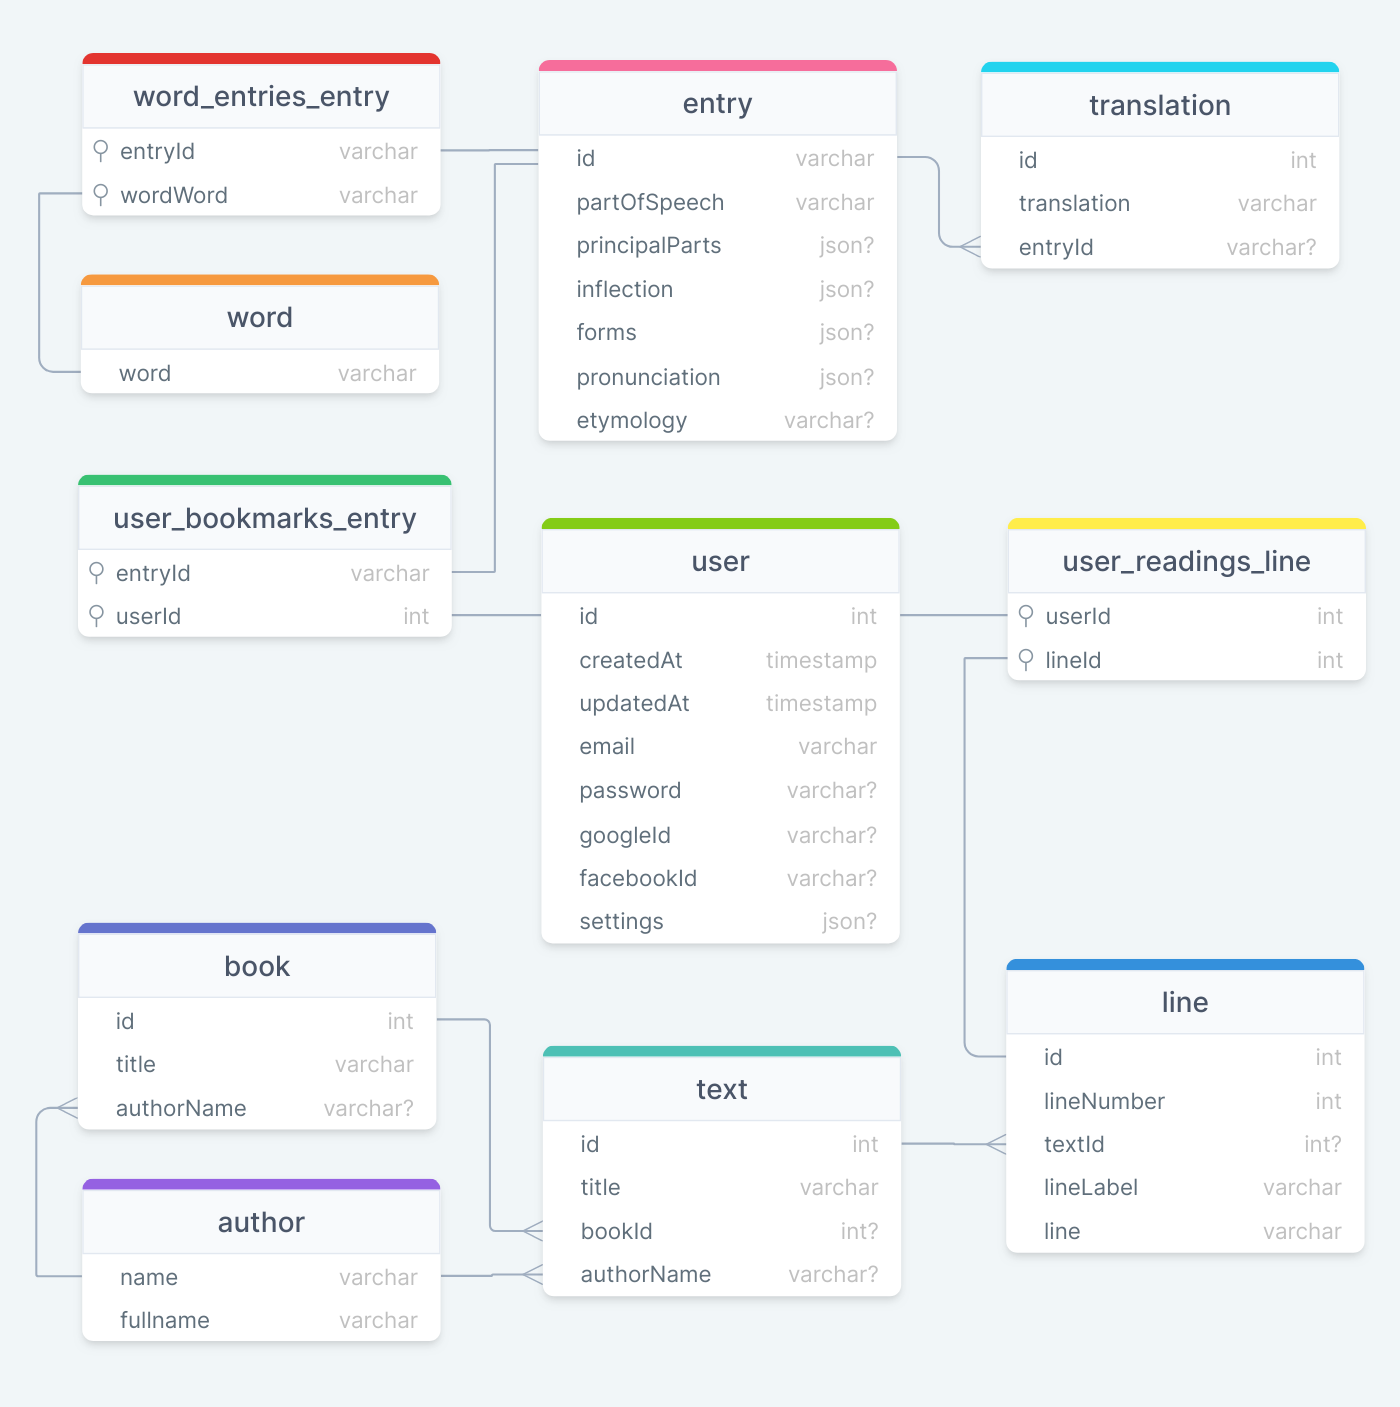 word_entries_entry
entryId varchar
wordWord varchar
word
word varchar
entry
id varchar
partOfSpeech varchar
principalParts json?
inflection json?
forms json?
pronunciation json?
etymology varchar?
translation
id int
translation varchar
entryId varchar?
user_bookmarks_entry
entryId varchar
userId int
user
id int
createdAt timestamp
updatedAt timestamp
email varchar
password varchar?
googleId varchar?
facebookId varchar?
settings json?
user_readings_line
userId int
lineId int
book
id int
title varchar
authorName varchar?
author
name varchar
fullname varchar
text
id int
title varchar
bookId int?
authorName varchar?
line
id int
lineNumber int
textId int?
lineLabel varchar
line varchar